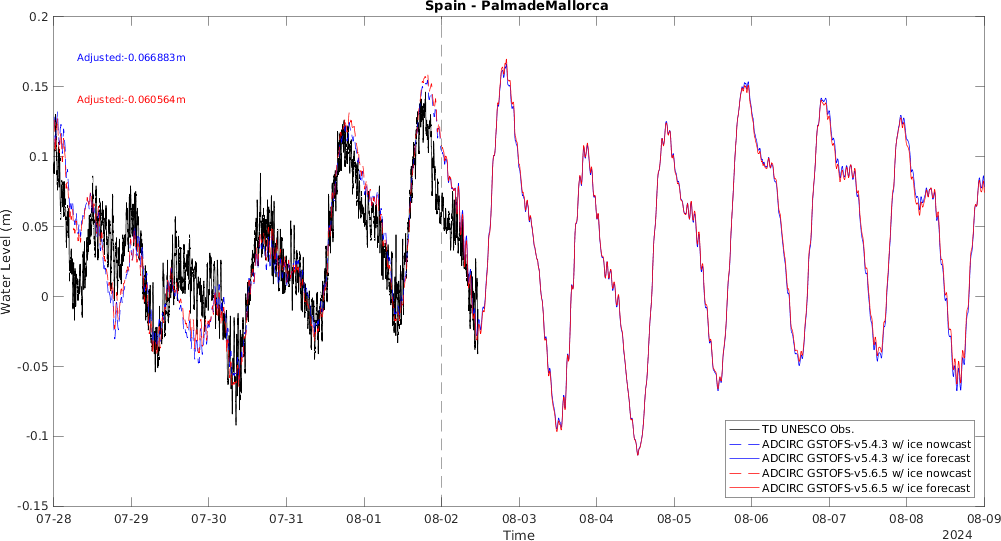 Spain - PalmadeMallorca
0.2
0.15
0.1
0.05
0
-0.05
-0.1
-0.15
Water Level (m)
Adjusted:-0.066883m
Adjusted:-0.060564m
TD UNESCO Obs.
ADCIRC GSTOFS-v5.4.3 w/ ice nowcast
ADCIRC GSTOFS-v5.4.3 w/ ice forecast
ADCIRC GSTOFS-v5.6.5 w/ ice nowcast
ADCIRC GSTOFS-v5.6.5 w/ ice forecast
07-28 07-29 07-30 07-31 08-01 08-02 08-03 08-04 08-05 08-06 08-07 08-08 08-09
Time
2024